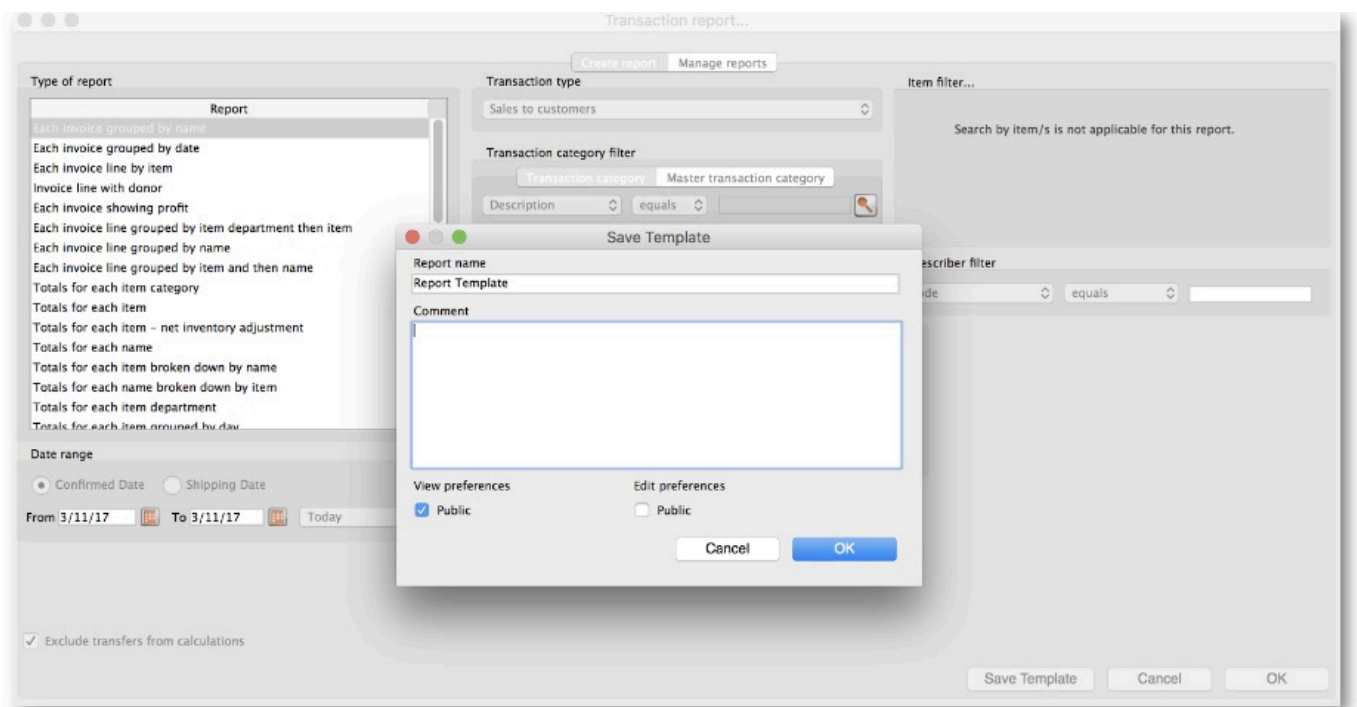 Transaction report...
Create report Manage reports
Type of report
Report
Each invoice grouped by name
Each invoice grouped by date
Each invoice line by item
Invoice line with donor
Each invoice showing profit
Each invoice line grouped by item department then item
Each invoice line grouped by name
Each invoice line grouped by item and then name
Totals for each item category
Totals for each item
Totals for each item - net inventory adjustment
Totals for each name
Totals for each item broken down by name
Totals for each name broken down by item
Totals for each item department
Totals for each item grouped by day
Date range
Confirmed Date Shipping Date
From 3/11/17 To 3/11/17 Today
Exclude transfers from calculations
Transaction type
Sales to customers
Transaction category filter
Transaction category Master transaction category
Description equals
Item filter...
Search by item/s is not applicable for this report.
escriber filter
de equals
Save Template
Report name
Report Template
Comment
View preferences Edit preferences
Public Public
Cancel OK
Save Template Cancel OK